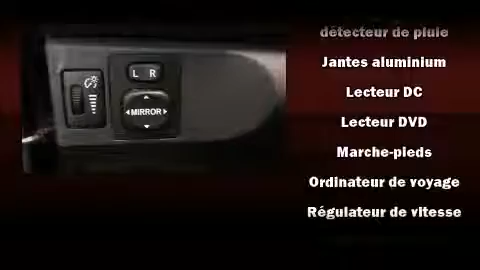 détecteur de pluie
Jantes aluminium
Lecteur DC
Lecteur DVD
Marche-pieds
Ordinateur de voyage
Régulateur de vitesse
L R
MIRROR